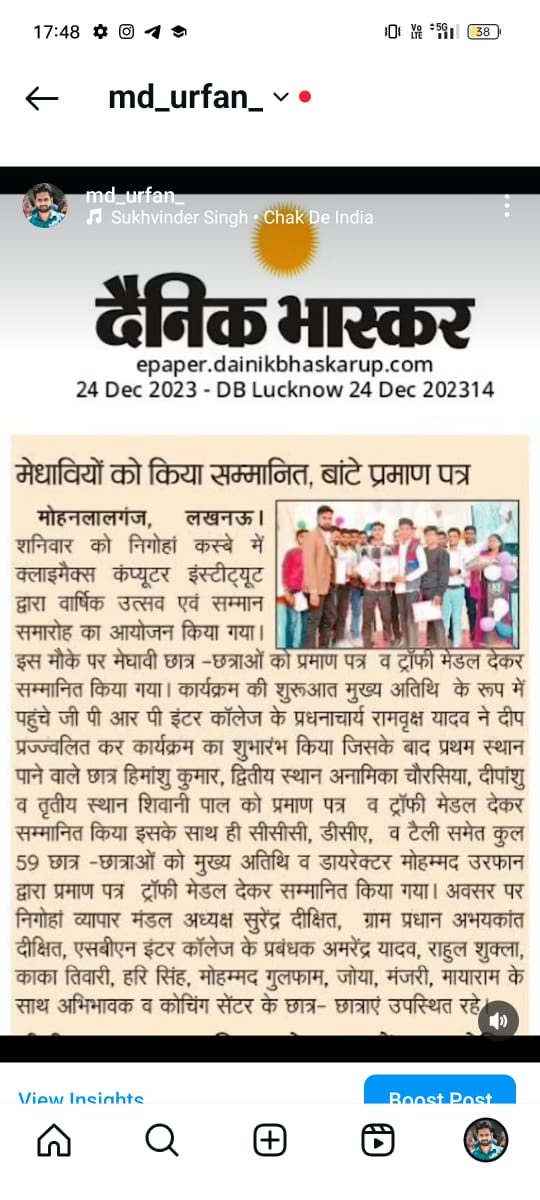 17:48
Vo LTE 5G 38
md_urfan_
md_urfan_
Sukhvinder Singh • Chak De India
दैनिक भास्कर
epaper.dainikbhaskarup.com
24 Dec 2023 - DB Lucknow 24 Dec 202314
मेधावियों को किया सम्मानित, बांटे प्रमाण पत्र
मोहनलालगंज, लखनऊ।
शनिवार को निगोहां कस्बे में
क्लाइमैक्स कंप्यूटर इंस्टीट्यूट
द्वारा वार्षिक उत्सव एवं सम्मान
समारोह का आयोजन किया गया।
इस मौके पर मेघावी छात्र -छत्राओं को प्रमाण पत्र व ट्रॉफी मेडल देकर
सम्मानित किया गया। कार्यक्रम की शुरूआत मुख्य अतिथि के रूप में
पहुंचे जी पी आर पी इंटर कॉलेज के प्रधनाचार्य रामवृक्ष यादव ने दीप
प्रज्ज्वलित कर कार्यक्रम का शुभारंभ किया जिसके बाद प्रथम स्थान
पाने वाले छात्र हिमांशु कुमार, द्वितीय स्थान अनामिका चौरसिया, दीपांशु
व तृतीय स्थान शिवानी पाल को प्रमाण पत्र व ट्रॉफी मेडल देकर
सम्मानित किया इसके साथ ही सीसीसी, डीसीए, व टैली समेत कुल
59 छात्र -छात्राओं को मुख्य अतिथि व डायरेक्टर मोहम्मद उरफान
द्वारा प्रमाण पत्र ट्रॉफी मेडल देकर सम्मानित किया गया। अवसर पर
निगोहां व्यापार मंडल अध्यक्ष सुरेंद्र दीक्षित, ग्राम प्रधान अभयकांत
दीक्षित, एसबीएन इंटर कॉलेज के प्रबंधक अमरेंद्र यादव, राहुल शुक्ला,
काका तिवारी, हरि सिंह, मोहम्मद गुलफाम, जोया, मंजरी, मायाराम के
साथ अभिभावक व कोचिंग सेंटर के छात्र- छात्राएं उपस्थित रहे।
View Insights
Boost Post